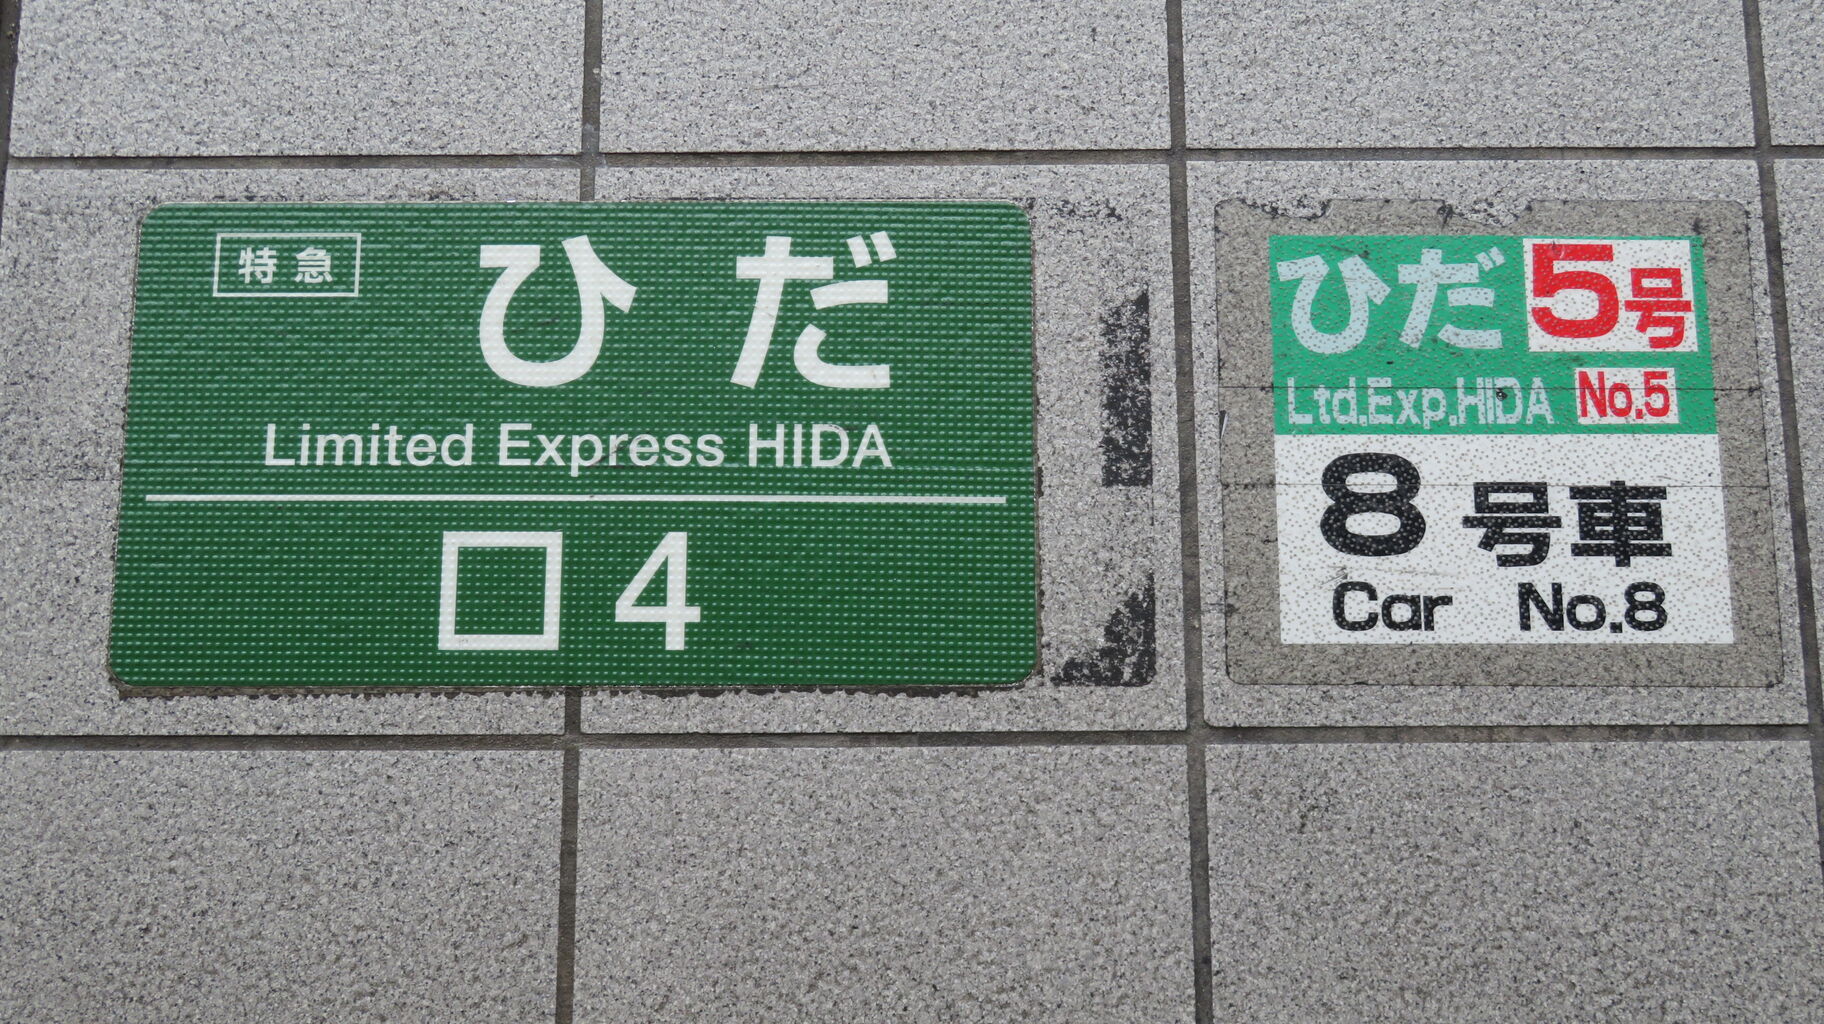 特急
ひだ
Limited Express HIDA
□ 4
ひだ 5号
Ltd.Exp.HIDA No.5
8号車
Car No.8